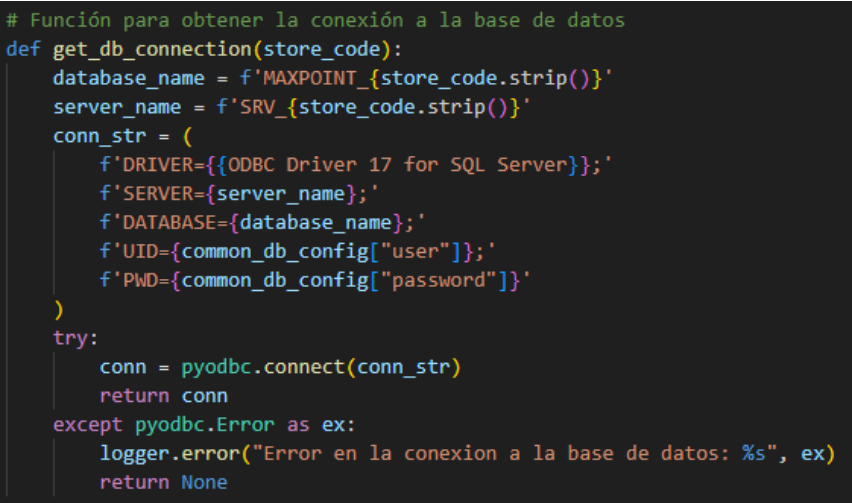 # Función para obtener la conexión a la base de datos
def get_db_connection(store_code):
    database_name = f'MAXPOINT_{store_code.strip()}'
    server_name = f'SRV_{store_code.strip()}'
    conn_str = (
        f'DRIVER={{ODBC Driver 17 for SQL Server}};'
        f'SERVER={server_name};'
        f'DATABASE={database_name};'
        f'UID={common_db_config["user"]};'
        f'PWD={common_db_config["password"]}'
    )
    try:
        conn = pyodbc.connect(conn_str)
        return conn
    except pyodbc.Error as ex:
        logger.error("Error en la conexion a la base de datos: %s", ex)
        return None